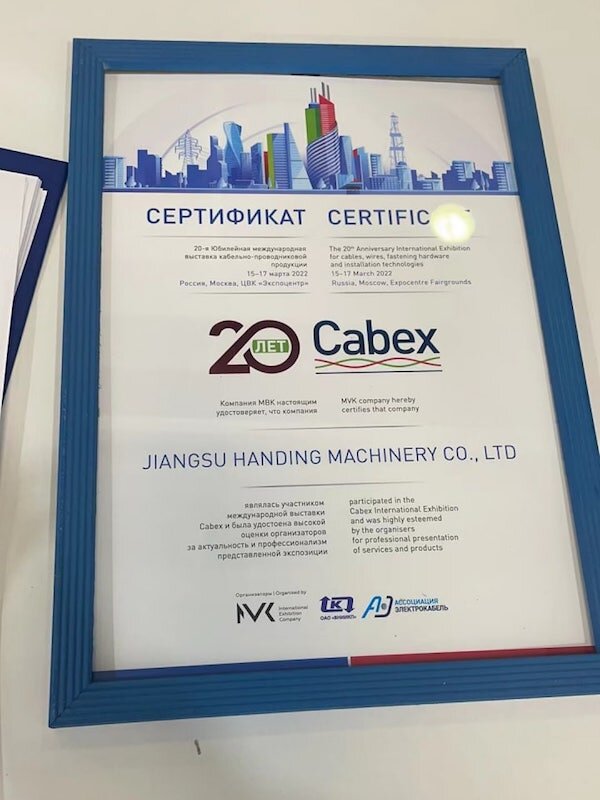 СЕРТИФИКАТ
20-я Юбилейная международная
выставка кабельно-проводниковой
продукции
15–17 марта 2022
Россия, Москва, ЦВК «Экспоцентр»
The 20th Anniversary International Exhibition
for cables, wires, fastening hardware
and installation technologies
15–17 March 2022
Russia, Moscow, Expocentre Fairgrounds
20 ЛЕТ
Cabex
Компания МВК настоящим
удостоверяет, что компания
MVK company hereby
certifies that company
JIANGSU HANDING MACHINERY CO., LTD
являлась участником
международной выставки
Cabex и была удостоена высокой
оценки организаторов
за актуальность и профессионализм
представленной экспозиции
participated in the
Cabex International Exhibition
and was highly esteemed
by the organisers
for professional presentation
of services and products
Организаторы | Organised by
MVK
International
Exhibition
Company
ОАО «ВНИИКП»
АССОЦИАЦИЯ
ЭЛЕКТРОКАБЕЛЬ